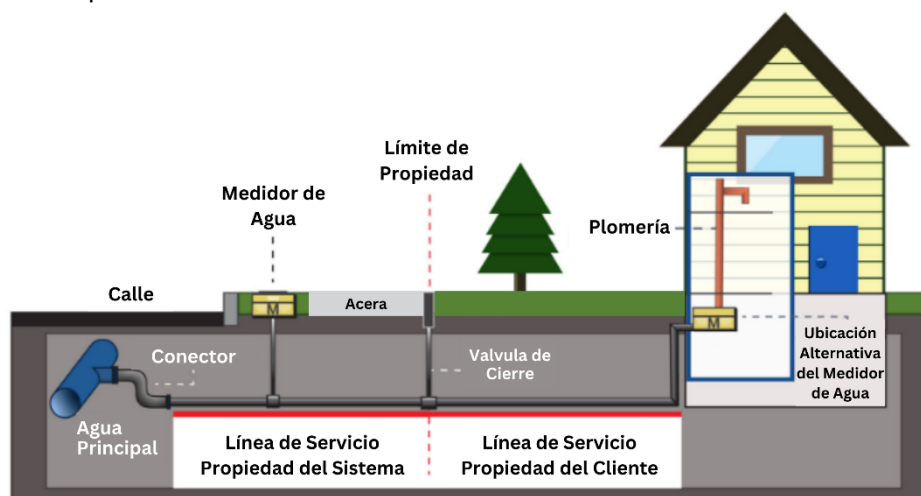 Límite de
Propiedad
Medidor de
Agua
Plomería
Calle
M
Acera
M
Conector
Valvula de
Cierre
Ubicación
Alternativa
del Medidor
de Agua
Agua
Principal
Línea de Servicio
Propiedad del Sistema
Línea de Servicio
Propiedad del Cliente